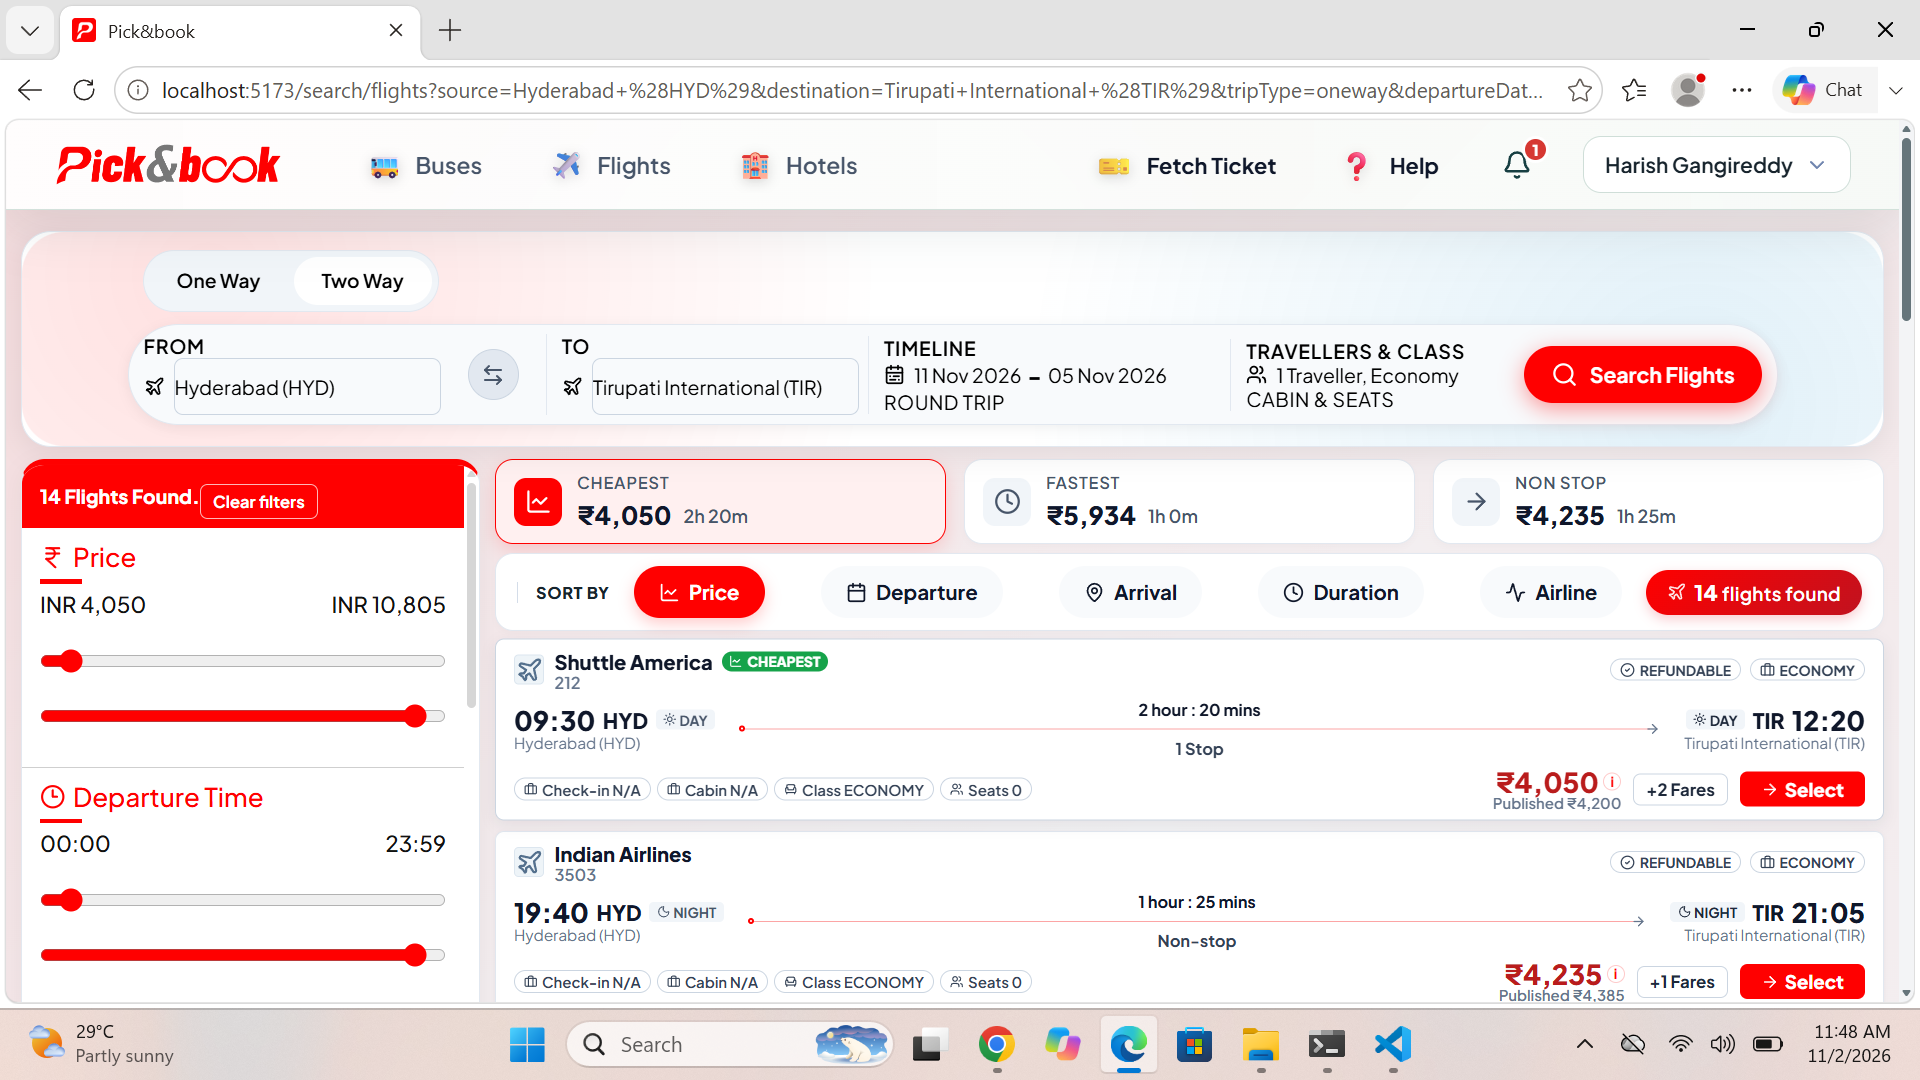 Pick&book
localhost:5173/search/flights?source=Hyderabad+%28HYD%29&destination=Tirupati+International+%28TIR%29&tripType=oneway&departureDat...
Chat
Pick&book
Buses
Flights
Hotels
Fetch Ticket
Help
1
Harish Gangireddy
One Way
Two Way
FROM
Hyderabad (HYD)
TO
Tirupati International (TIR)
TIMELINE
11 Nov 2026 – 05 Nov 2026
ROUND TRIP
TRAVELLERS & CLASS
1 Traveller, Economy
CABIN & SEATS
Search Flights
14 Flights Found.
Clear filters
₹ Price
INR 4,050
INR 10,805
Departure Time
00:00
23:59
CHEAPEST
₹4,050 2h 20m
FASTEST
₹5,934 1h 0m
NON STOP
₹4,235 1h 25m
SORT BY
Price
Departure
Arrival
Duration
Airline
14 flights found
Shuttle America
CHEAPEST
212
REFUNDABLE
ECONOMY
09:30 HYD DAY
Hyderabad (HYD)
2 hour : 20 mins
1 Stop
DAY TIR 12:20
Tirupati International (TIR)
Check-in N/A
Cabin N/A
Class ECONOMY
Seats 0
₹4,050 i
Published ₹4,200
+2 Fares
Select
Indian Airlines
3503
REFUNDABLE
ECONOMY
19:40 HYD NIGHT
Hyderabad (HYD)
1 hour : 25 mins
Non-stop
NIGHT TIR 21:05
Tirupati International (TIR)
Check-in N/A
Cabin N/A
Class ECONOMY
Seats 0
₹4,235 i
Published ₹4,385
+1 Fares
Select
29°C
Partly sunny
Search
11:48 AM
11/2/2026